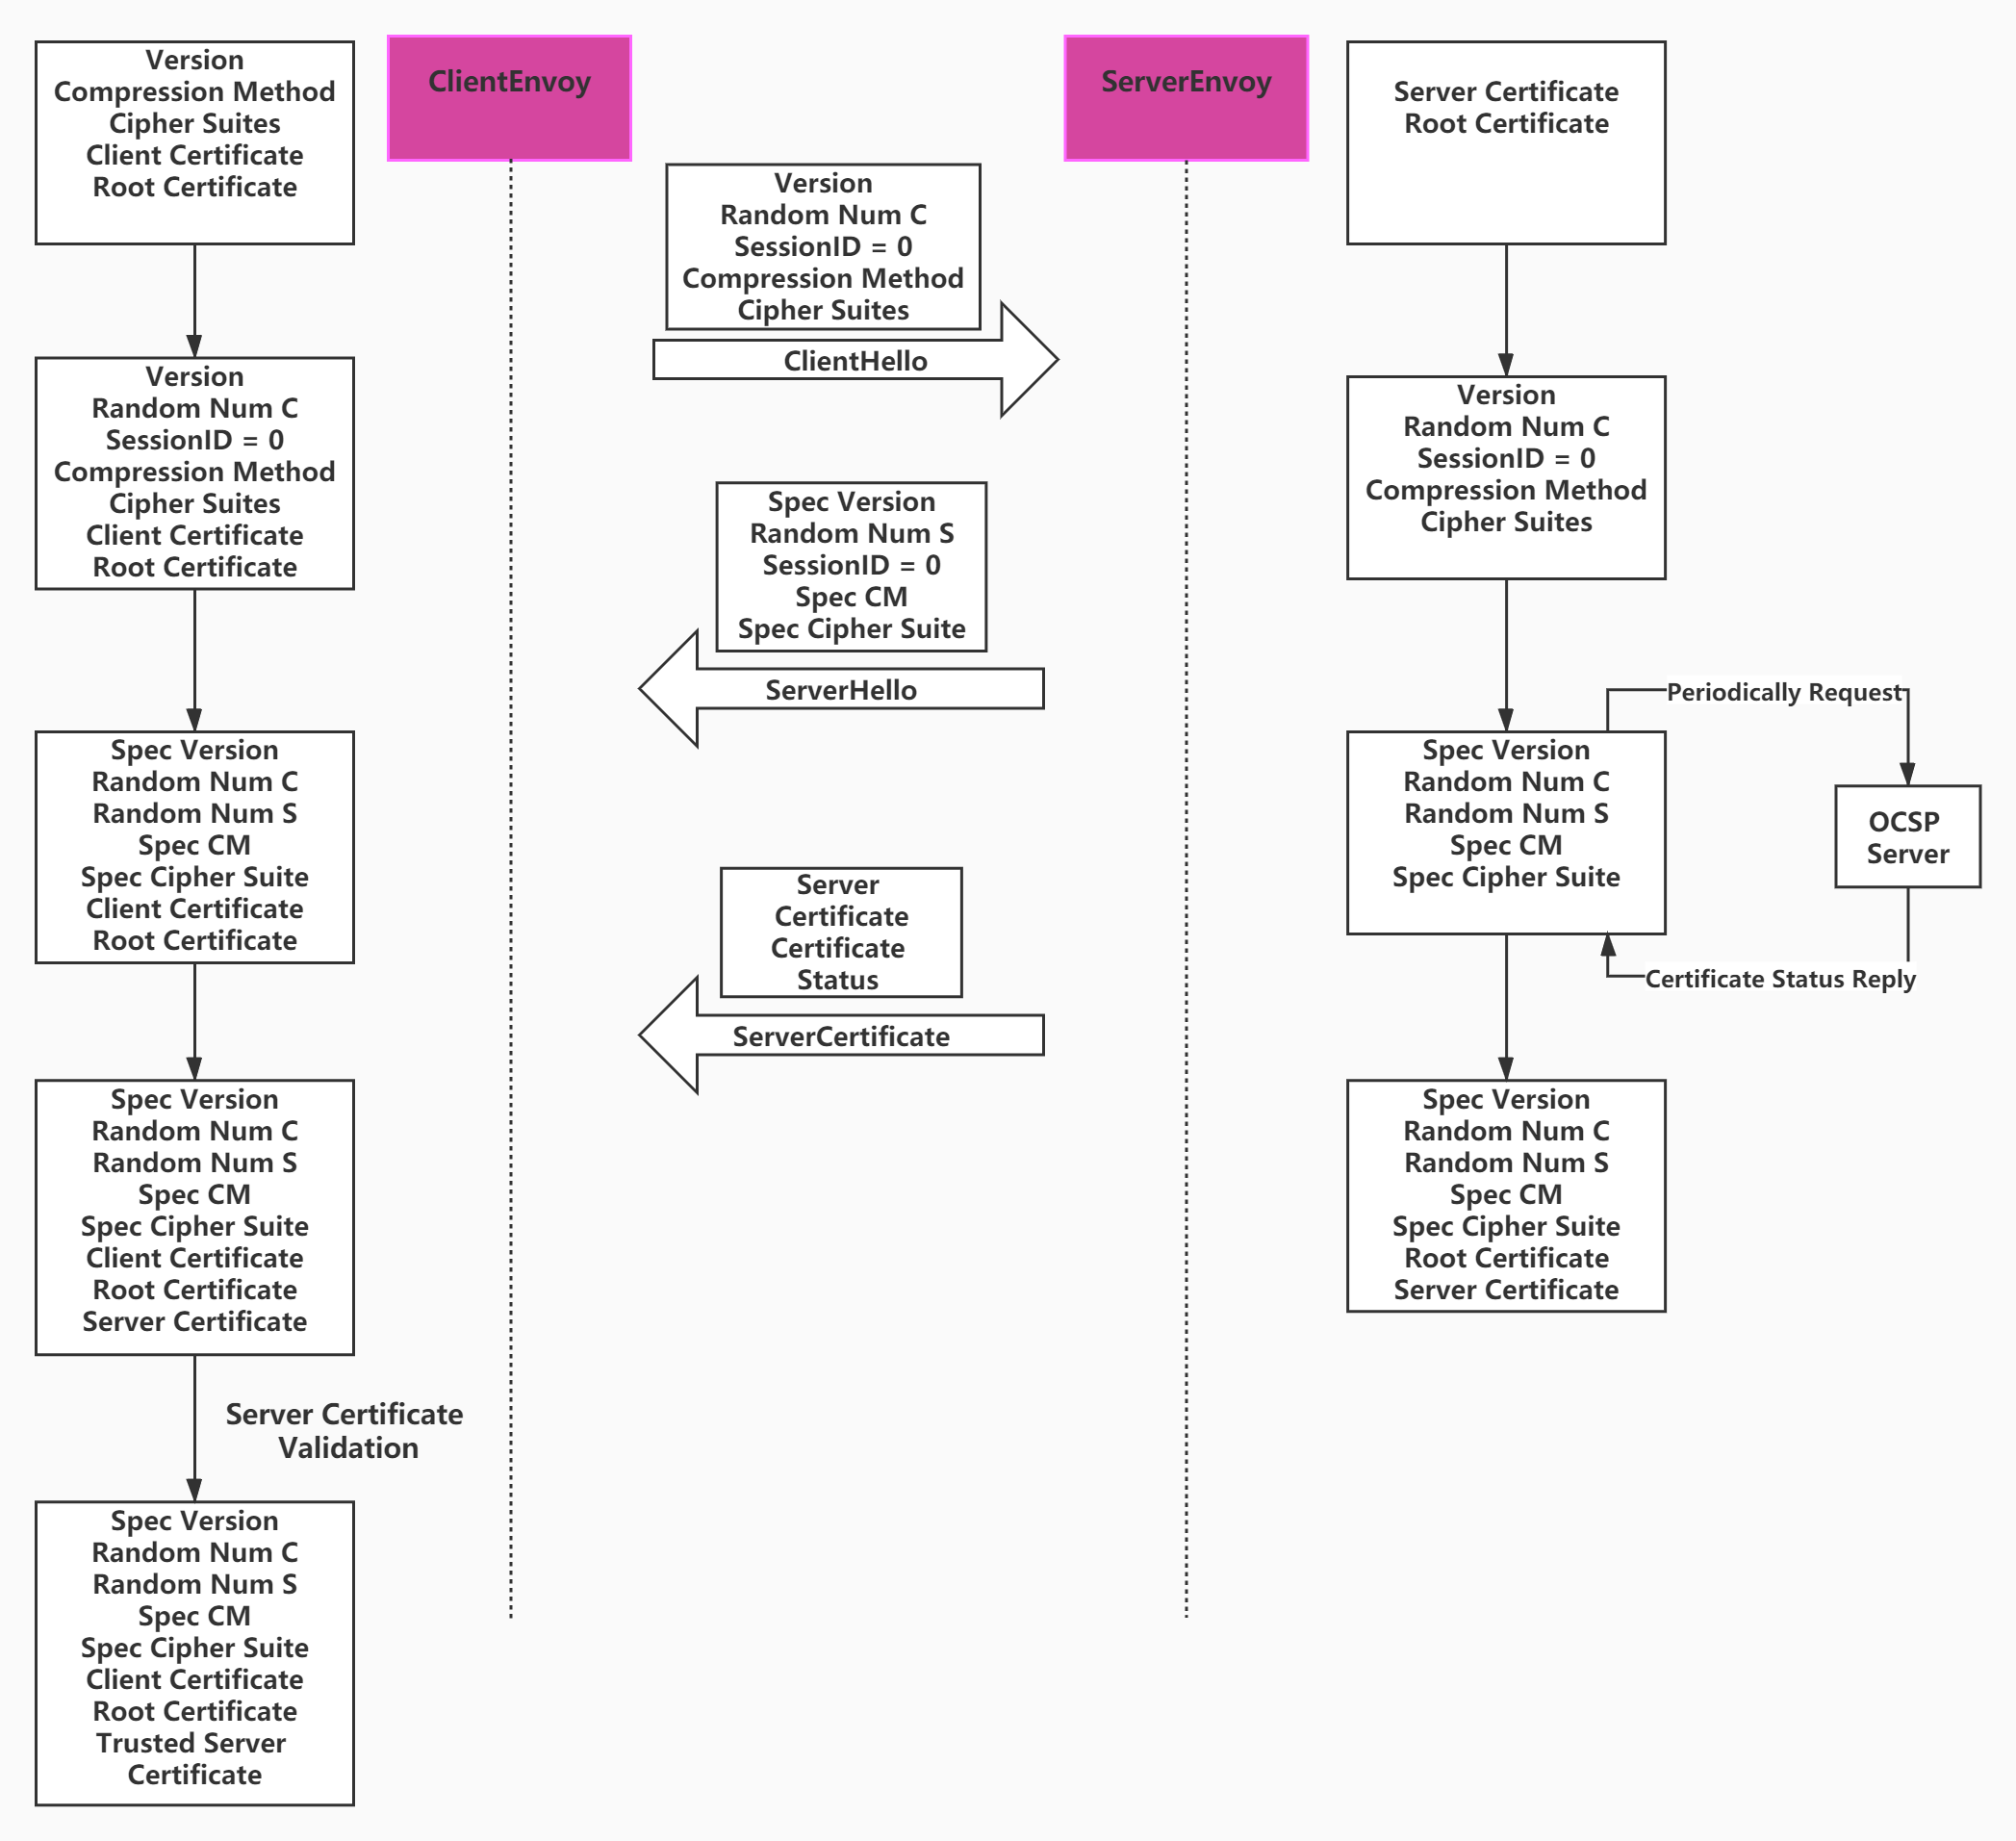 Version
Compression Method
Cipher Suites
Client Certificate
Root Certificate
ClientEnvoy
ServerEnvoy
Server Certificate
Root Certificate
Version
Random Num C
SessionID = 0
Compression Method
Cipher Suites
ClientHello
Version
Random Num C
SessionID = 0
Compression Method
Cipher Suites
Client Certificate
Root Certificate
Version
Random Num C
SessionID = 0
Compression Method
Cipher Suites
Spec Version
Random Num S
SessionID = 0
Spec CM
Spec Cipher Suite
ServerHello
Spec Version
Random Num C
Random Num S
Spec CM
Spec Cipher Suite
Client Certificate
Root Certificate
Spec Version
Random Num C
Random Num S
Spec CM
Spec Cipher Suite
Periodically Request
OCSP
Server
Certificate Status Reply
Server
Certificate
Certificate
Status
ServerCertificate
Spec Version
Random Num C
Random Num S
Spec CM
Spec Cipher Suite
Client Certificate
Root Certificate
Server Certificate
Spec Version
Random Num C
Random Num S
Spec CM
Spec Cipher Suite
Root Certificate
Server Certificate
Server Certificate
Validation
Spec Version
Random Num C
Random Num S
Spec CM
Spec Cipher Suite
Client Certificate
Root Certificate
Trusted Server
Certificate